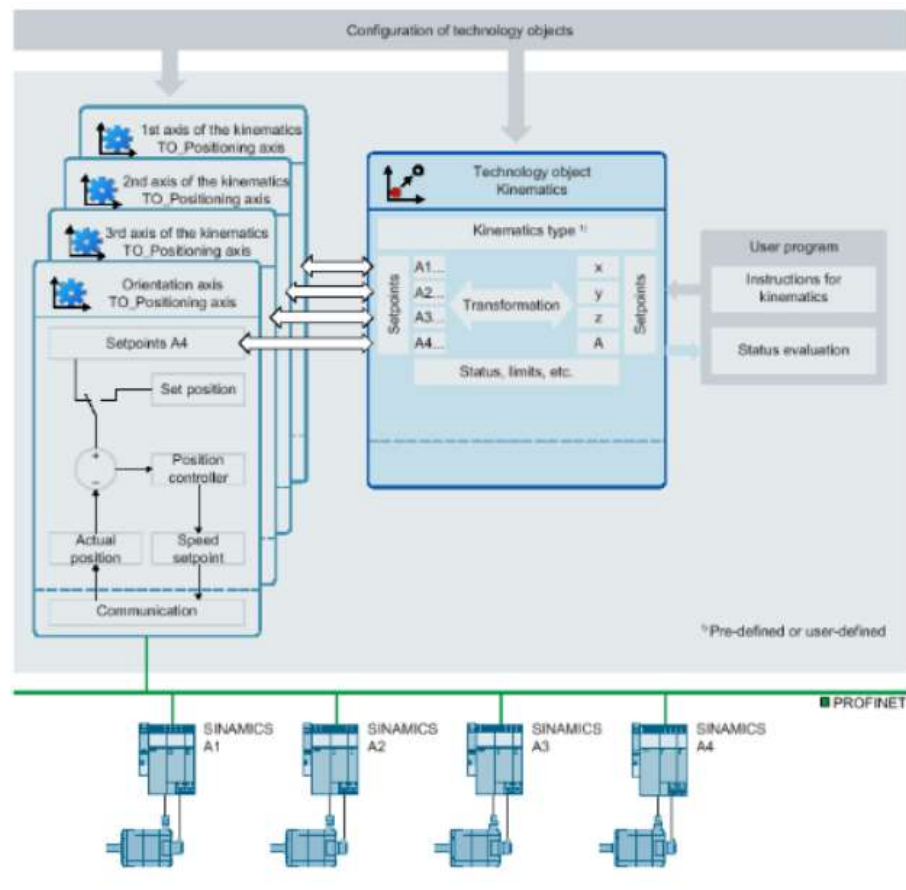 Configuration of technology objects
1st axis of the kinematics
TO_Positioning axis
2nd axis of the kinematics
TO_Positioning axis
3rd axis of the kinematics
TO_Positioning axis
Orientation axis
TO_Positioning axis
Setpoints A4
Set position
+
−
Position
controller
Actual
position
Speed
setpoint
Communication
Technology object
Kinematics
Kinematics type 1)
Setpoints
A1...
A2...
A3...
A4...
Transformation
x
y
z
A
Setpoints
Status, limits, etc.
User program
Instructions for
kinematics
Status evaluation
1) Pre-defined or user-defined
PROFINET
SINAMICS
A1
SINAMICS
A2
SINAMICS
A3
SINAMICS
A4